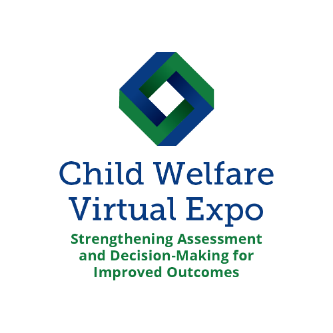 Child Welfare
Virtual Expo
Strengthening Assessment
and Decision-Making for
Improved Outcomes